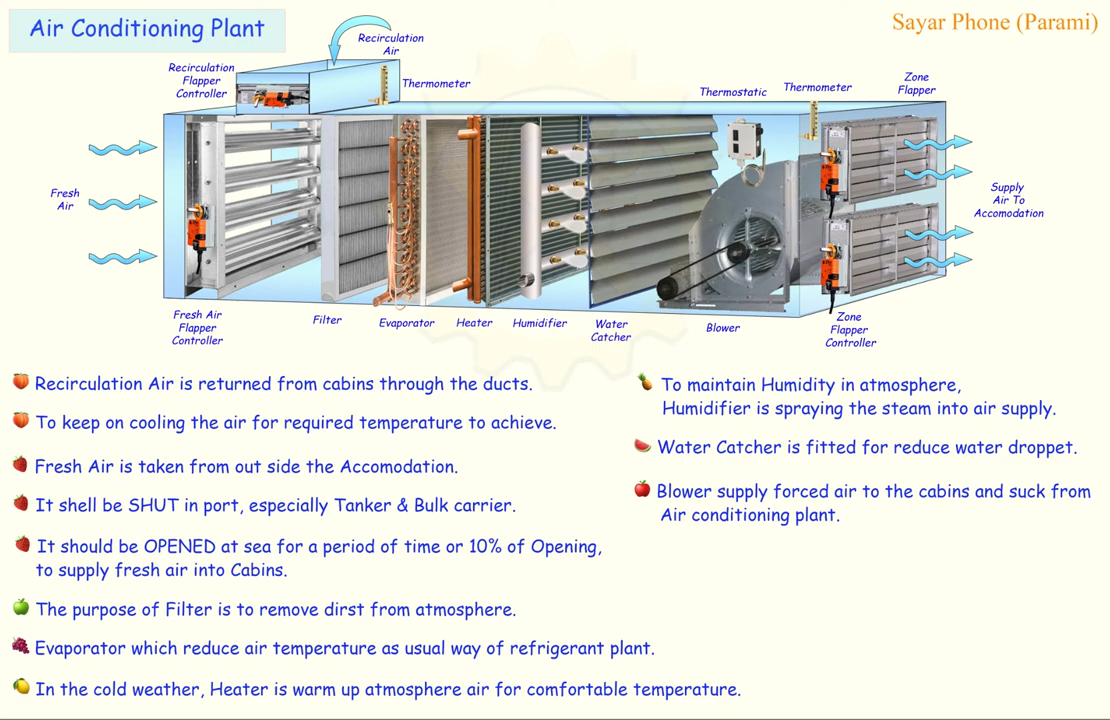 Air Conditioning Plant
Sayar Phone (Parami)
Recirculation
Air
Recirculation
Flapper
Controller
Thermometer
Thermostatic
Thermometer
Zone
Flapper
Fresh
Air
Supply
Air To
Accomodation
Fresh Air
Flapper
Controller
Filter
Evaporator
Heater
Humidifier
Water
Catcher
Blower
Zone
Flapper
Controller
Recirculation Air is returned from cabins through the ducts.
To keep on cooling the air for required temperature to achieve.
Fresh Air is taken from out side the Accomodation.
It shell be SHUT in port, especially Tanker & Bulk carrier.
It should be OPENED at sea for a period of time or 10% of Opening,
to supply fresh air into Cabins.
The purpose of Filter is to remove dirst from atmosphere.
Evaporator which reduce air temperature as usual way of refrigerant plant.
In the cold weather, Heater is warm up atmosphere air for comfortable temperature.
To maintain Humidity in atmosphere,
Humidifier is spraying the steam into air supply.
Water Catcher is fitted for reduce water droppet.
Blower supply forced air to the cabins and suck from
Air conditioning plant.